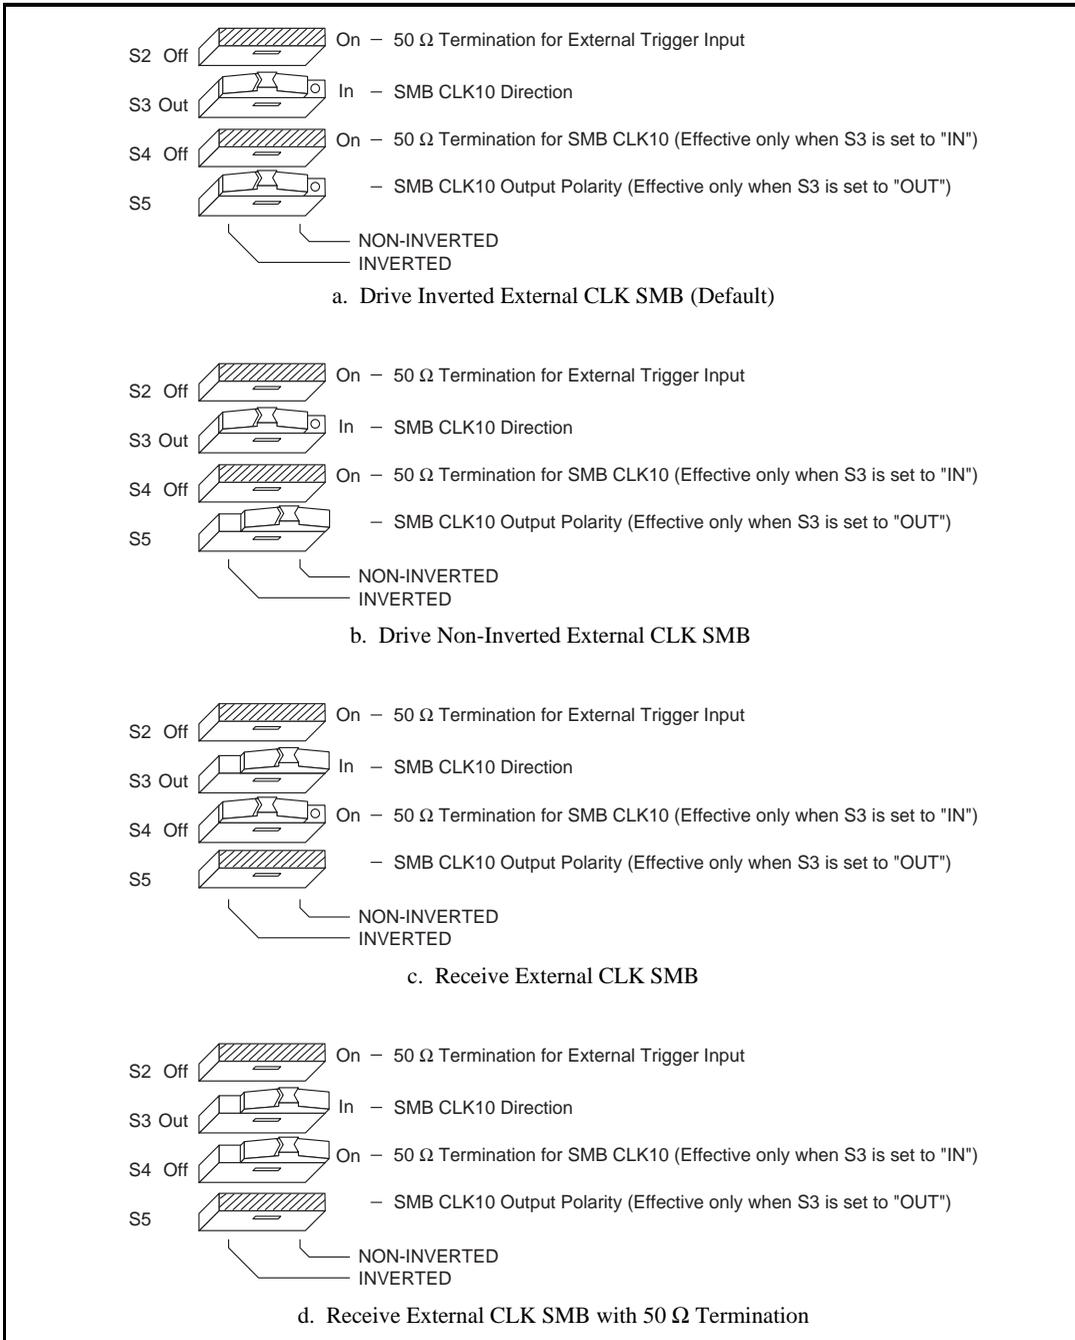 S2 Off On – 50 Ω Termination for External Trigger Input
S3 Out In – SMB CLK10 Direction
S4 Off On – 50 Ω Termination for SMB CLK10 (Effective only when S3 is set to "IN")
S5 – SMB CLK10 Output Polarity (Effective only when S3 is set to "OUT")
NON-INVERTED
INVERTED
a. Drive Inverted External CLK SMB (Default)
S2 Off On – 50 Ω Termination for External Trigger Input
S3 Out In – SMB CLK10 Direction
S4 Off On – 50 Ω Termination for SMB CLK10 (Effective only when S3 is set to "IN")
S5 – SMB CLK10 Output Polarity (Effective only when S3 is set to "OUT")
NON-INVERTED
INVERTED
b. Drive Non-Inverted External CLK SMB
S2 Off On – 50 Ω Termination for External Trigger Input
S3 Out In – SMB CLK10 Direction
S4 Off On – 50 Ω Termination for SMB CLK10 (Effective only when S3 is set to "IN")
S5 – SMB CLK10 Output Polarity (Effective only when S3 is set to "OUT")
NON-INVERTED
INVERTED
c. Receive External CLK SMB
S2 Off On – 50 Ω Termination for External Trigger Input
S3 Out In – SMB CLK10 Direction
S4 Off On – 50 Ω Termination for SMB CLK10 (Effective only when S3 is set to "IN")
S5 – SMB CLK10 Output Polarity (Effective only when S3 is set to "OUT")
NON-INVERTED
INVERTED
d. Receive External CLK SMB with 50 Ω Termination